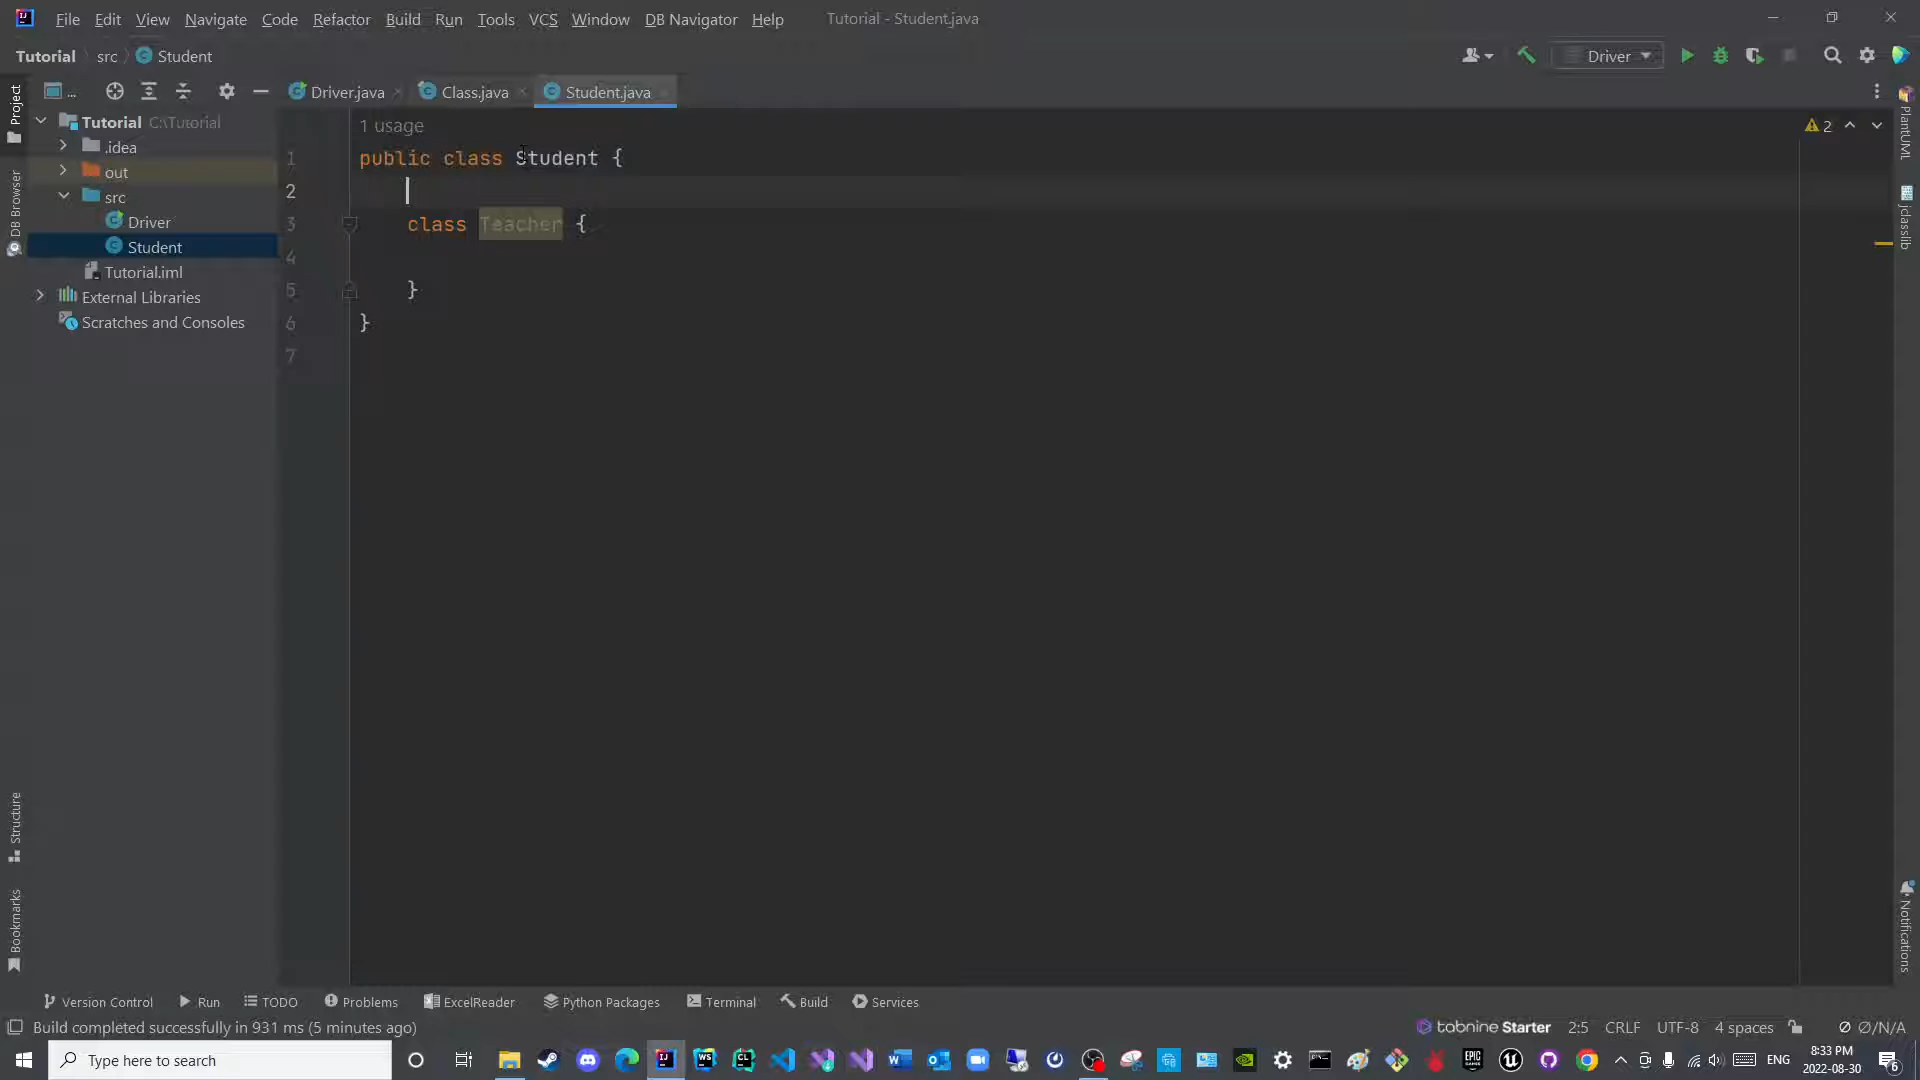 File Edit View Navigate Code Refactor Build Run Tools VCS Window DB Navigator Help Tutorial - Student.java
Tutorial src Student Driver
... Driver.java Class.java Student.java
Project
DB Browser
Structure
Bookmarks
Tutorial C:\Tutorial
.idea
out
src
Driver
Student
Tutorial.iml
External Libraries
Scratches and Consoles
1 usage
1 public class Student {
2
3 class Teacher {
4
5 }
6 }
7
2
PlantUML
jclasslib
Notifications
Version Control Run TODO Problems ExcelReader Python Packages Terminal Build Services
Build completed successfully in 931 ms (5 minutes ago) tabnine Starter 2:5 CRLF UTF-8 4 spaces Ø/N/A
Type here to search ENG 8:33 PM
2022-08-30 6